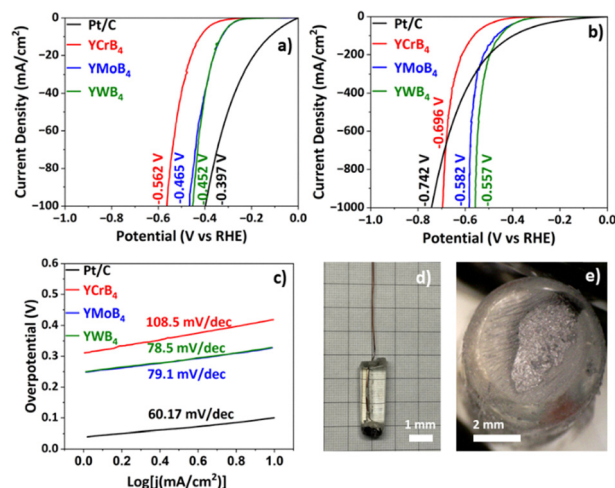 a)
Pt/C
YCrB₄
YMoB₄
YWB₄
Current Density (mA/cm²)
0
-20
-40
-60
-80
-100
-0.562 V
-0.465 V
-0.452 V
-0.397 V
-1.0 -0.8 -0.6 -0.4 -0.2 0.0
Potential (V vs RHE)
b)
Pt/C
YCrB₄
YMoB₄
YWB₄
Current Density (mA/cm²)
0
-200
-400
-600
-800
-1000
-0.742 V
-0.696 V
-0.582 V
-0.557 V
-1.0 -0.8 -0.6 -0.4 -0.2 0.0
Potential (V vs RHE)
c)
Pt/C
YCrB₄
YMoB₄
YWB₄
Overpotential (V)
0.6
0.5
0.4
0.3
0.2
0.1
0.0
108.5 mV/dec
78.5 mV/dec
79.1 mV/dec
60.17 mV/dec
0.0 0.2 0.4 0.6 0.8 1.0
Log[j(mA/cm²)]
d)
1 mm
e)
2 mm